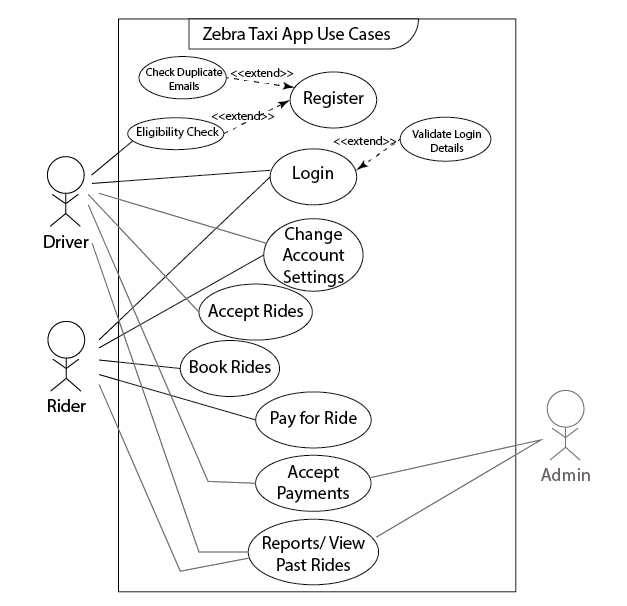 Zebra Taxi App Use Cases
Check Duplicate
Emails
<<extend>>
Register
<<extend>>
Eligibility Check
<<extend>>
Validate Login
Details
Login
Driver
Change
Account
Settings
Accept Rides
Rider
Book Rides
Pay for Ride
Admin
Accept
Payments
Reports/ View
Past Rides